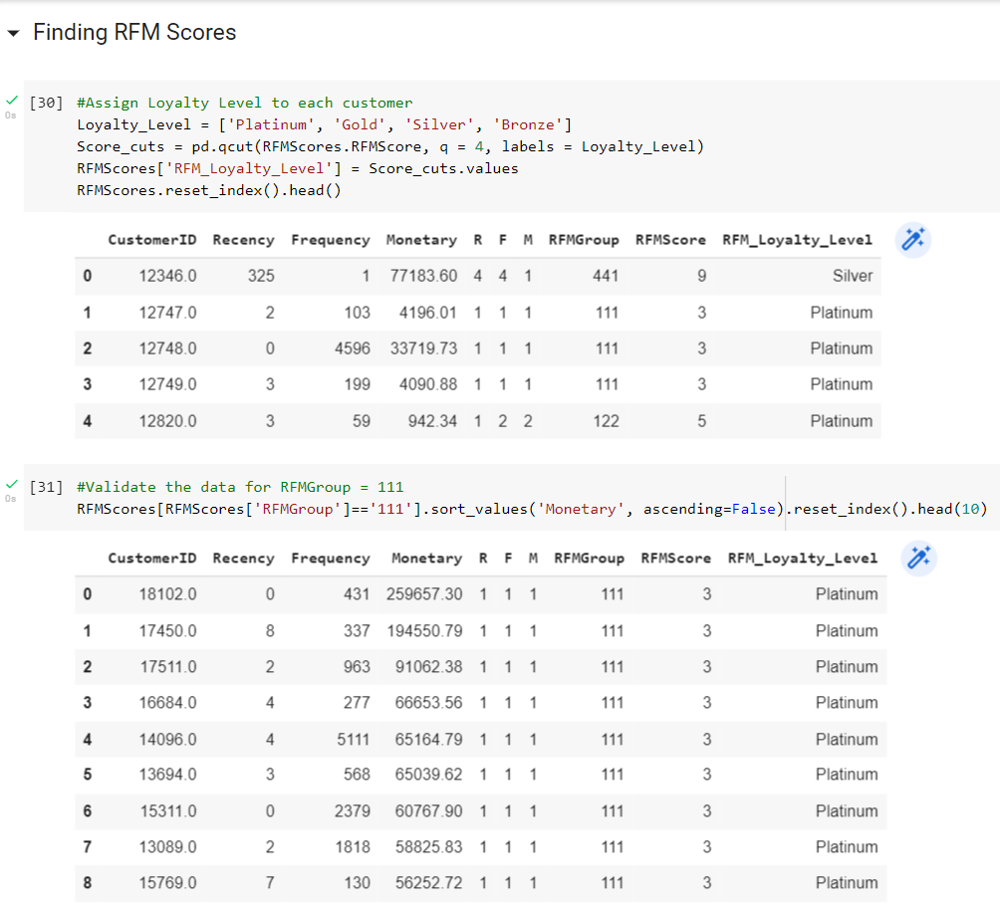 Finding RFM Scores
[30] #Assign Loyalty Level to each customer
0s Loyalty_Level = ['Platinum', 'Gold', 'Silver', 'Bronze']
Score_cuts = pd.qcut(RFMScores.RFMScore, q = 4, labels = Loyalty_Level)
RFMScores['RFM_Loyalty_Level'] = Score_cuts.values
RFMScores.reset_index().head()
CustomerID Recency Frequency Monetary R F M RFMGroup RFMScore RFM_Loyalty_Level
0 12346.0 325 1 77183.60 4 4 1 441 9 Silver
1 12747.0 2 103 4196.01 1 1 1 111 3 Platinum
2 12748.0 0 4596 33719.73 1 1 1 111 3 Platinum
3 12749.0 3 199 4090.88 1 1 1 111 3 Platinum
4 12820.0 3 59 942.34 1 2 2 122 5 Platinum
[31] #Validate the data for RFMGroup = 111
0s RFMScores[RFMScores['RFMGroup']=='111'].sort_values('Monetary', ascending=False).reset_index().head(10)
CustomerID Recency Frequency Monetary R F M RFMGroup RFMScore RFM_Loyalty_Level
0 18102.0 0 431 259657.30 1 1 1 111 3 Platinum
1 17450.0 8 337 194550.79 1 1 1 111 3 Platinum
2 17511.0 2 963 91062.38 1 1 1 111 3 Platinum
3 16684.0 4 277 66653.56 1 1 1 111 3 Platinum
4 14096.0 4 5111 65164.79 1 1 1 111 3 Platinum
5 13694.0 3 568 65039.62 1 1 1 111 3 Platinum
6 15311.0 0 2379 60767.90 1 1 1 111 3 Platinum
7 13089.0 2 1818 58825.83 1 1 1 111 3 Platinum
8 15769.0 7 130 56252.72 1 1 1 111 3 Platinum